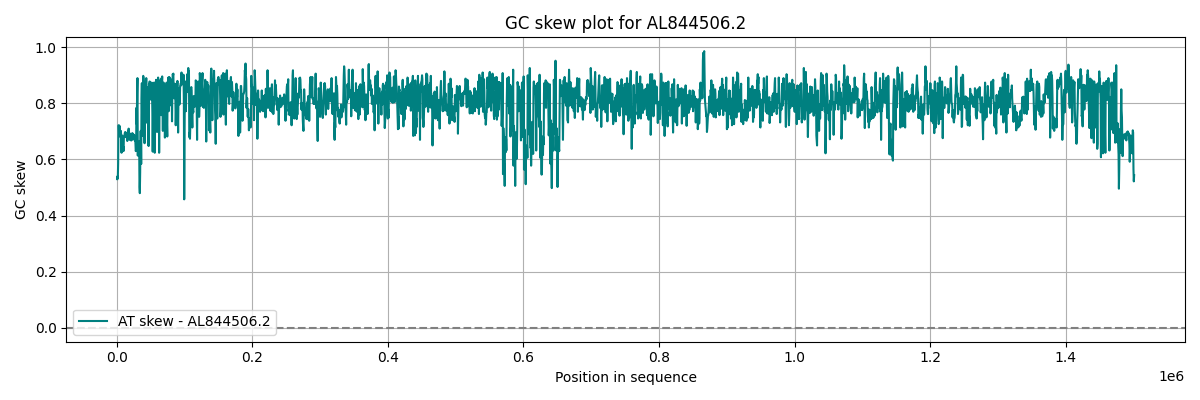 GC skew plot for AL844506.2
GC skew
1.0
0.8
0.6
0.4
0.2
0.0
AT skew - AL844506.2
0.0 0.2 0.4 0.6 0.8 1.0 1.2 1.4
1e6
Position in sequence